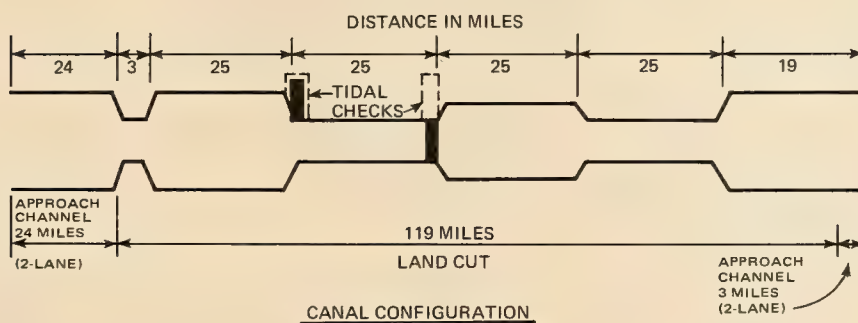 DISTANCE IN MILES
24 3 25 25 25 25 19
TIDAL
CHECKS
APPROACH
CHANNEL
24 MILES
(2-LANE)
119 MILES
LAND CUT
APPROACH
CHANNEL
3 MILES
(2-LANE)
CANAL CONFIGURATION